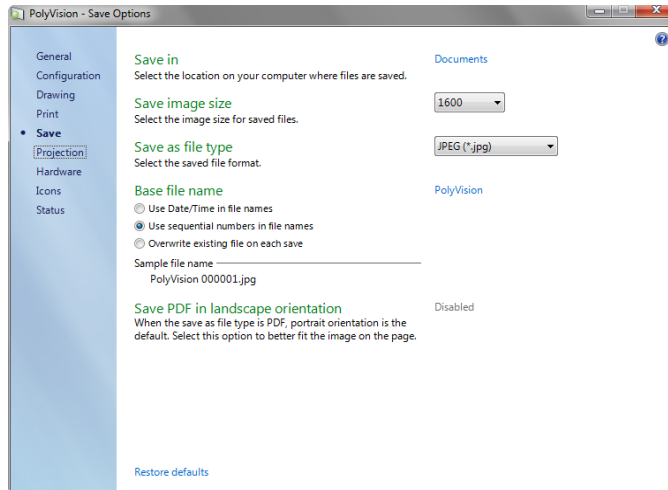 PolyVision - Save Options
General
Configuration
Drawing
Print
Save
Projection
Hardware
Icons
Status
Save in
Documents
Select the location on your computer where files are saved.
Save image size
1600
Select the image size for saved files.
Save as file type
JPEG (*.jpg)
Select the saved file format.
Base file name
PolyVision
Use Date/Time in file names
Use sequential numbers in file names
Overwrite existing file on each save
Sample file name
PolyVision 000001.jpg
Save PDF in landscape orientation
Disabled
When the save as file type is PDF, portrait orientation is the
default. Select this option to better fit the image on the page.
Restore defaults